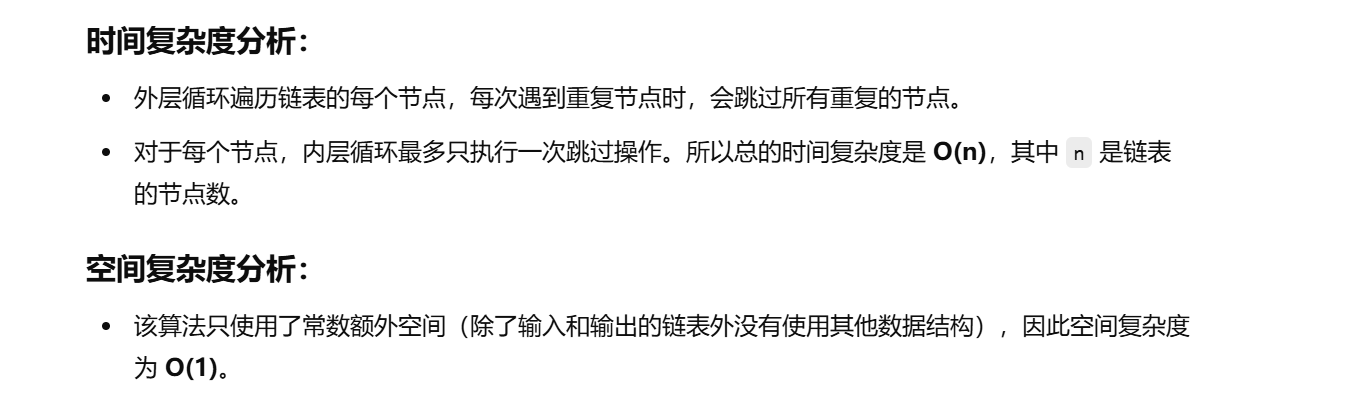 时间复杂度分析：
• 外层循环遍历链表的每个节点，每次遇到重复节点时，会跳过所有重复的节点。
• 对于每个节点，内层循环最多只执行一次跳过操作。所以总的时间复杂度是 O(n)，其中 n 是链表
的节点数。
空间复杂度分析：
• 该算法只使用了常数额外空间（除了输入和输出的链表外没有使用其他数据结构），因此空间复杂度
为 O(1)。